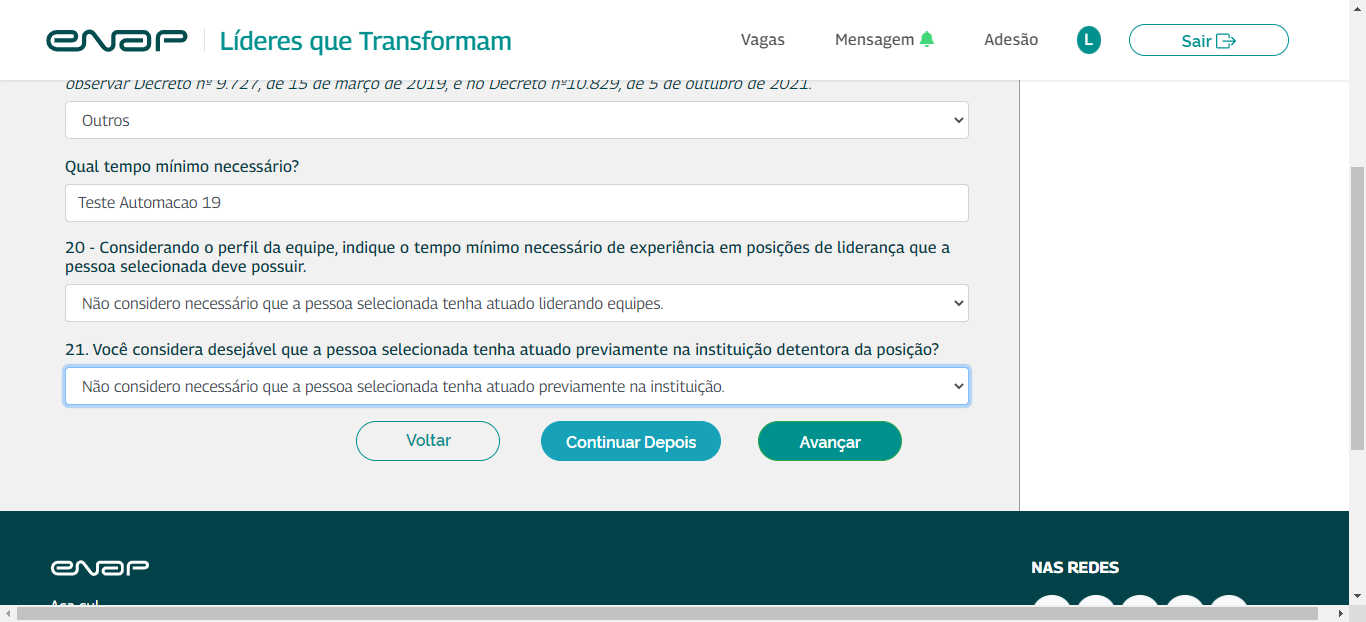 enap
Líderes que Transformam
Vagas
Mensagem
Adesão
L
Sair
observar Decreto nº 9.727, de 15 de março de 2019, e no Decreto nº10.829, de 5 de outubro de 2021.
Outros
Qual tempo mínimo necessário?
Teste Automacao 19
20 - Considerando o perfil da equipe, indique o tempo mínimo necessário de experiência em posições de liderança que a
pessoa selecionada deve possuir.
Não considero necessário que a pessoa selecionada tenha atuado liderando equipes.
21. Você considera desejável que a pessoa selecionada tenha atuado previamente na instituição detentora da posição?
Não considero necessário que a pessoa selecionada tenha atuado previamente na instituição.
Voltar
Continuar Depois
Avançar
enap
NAS REDES
Asa sul